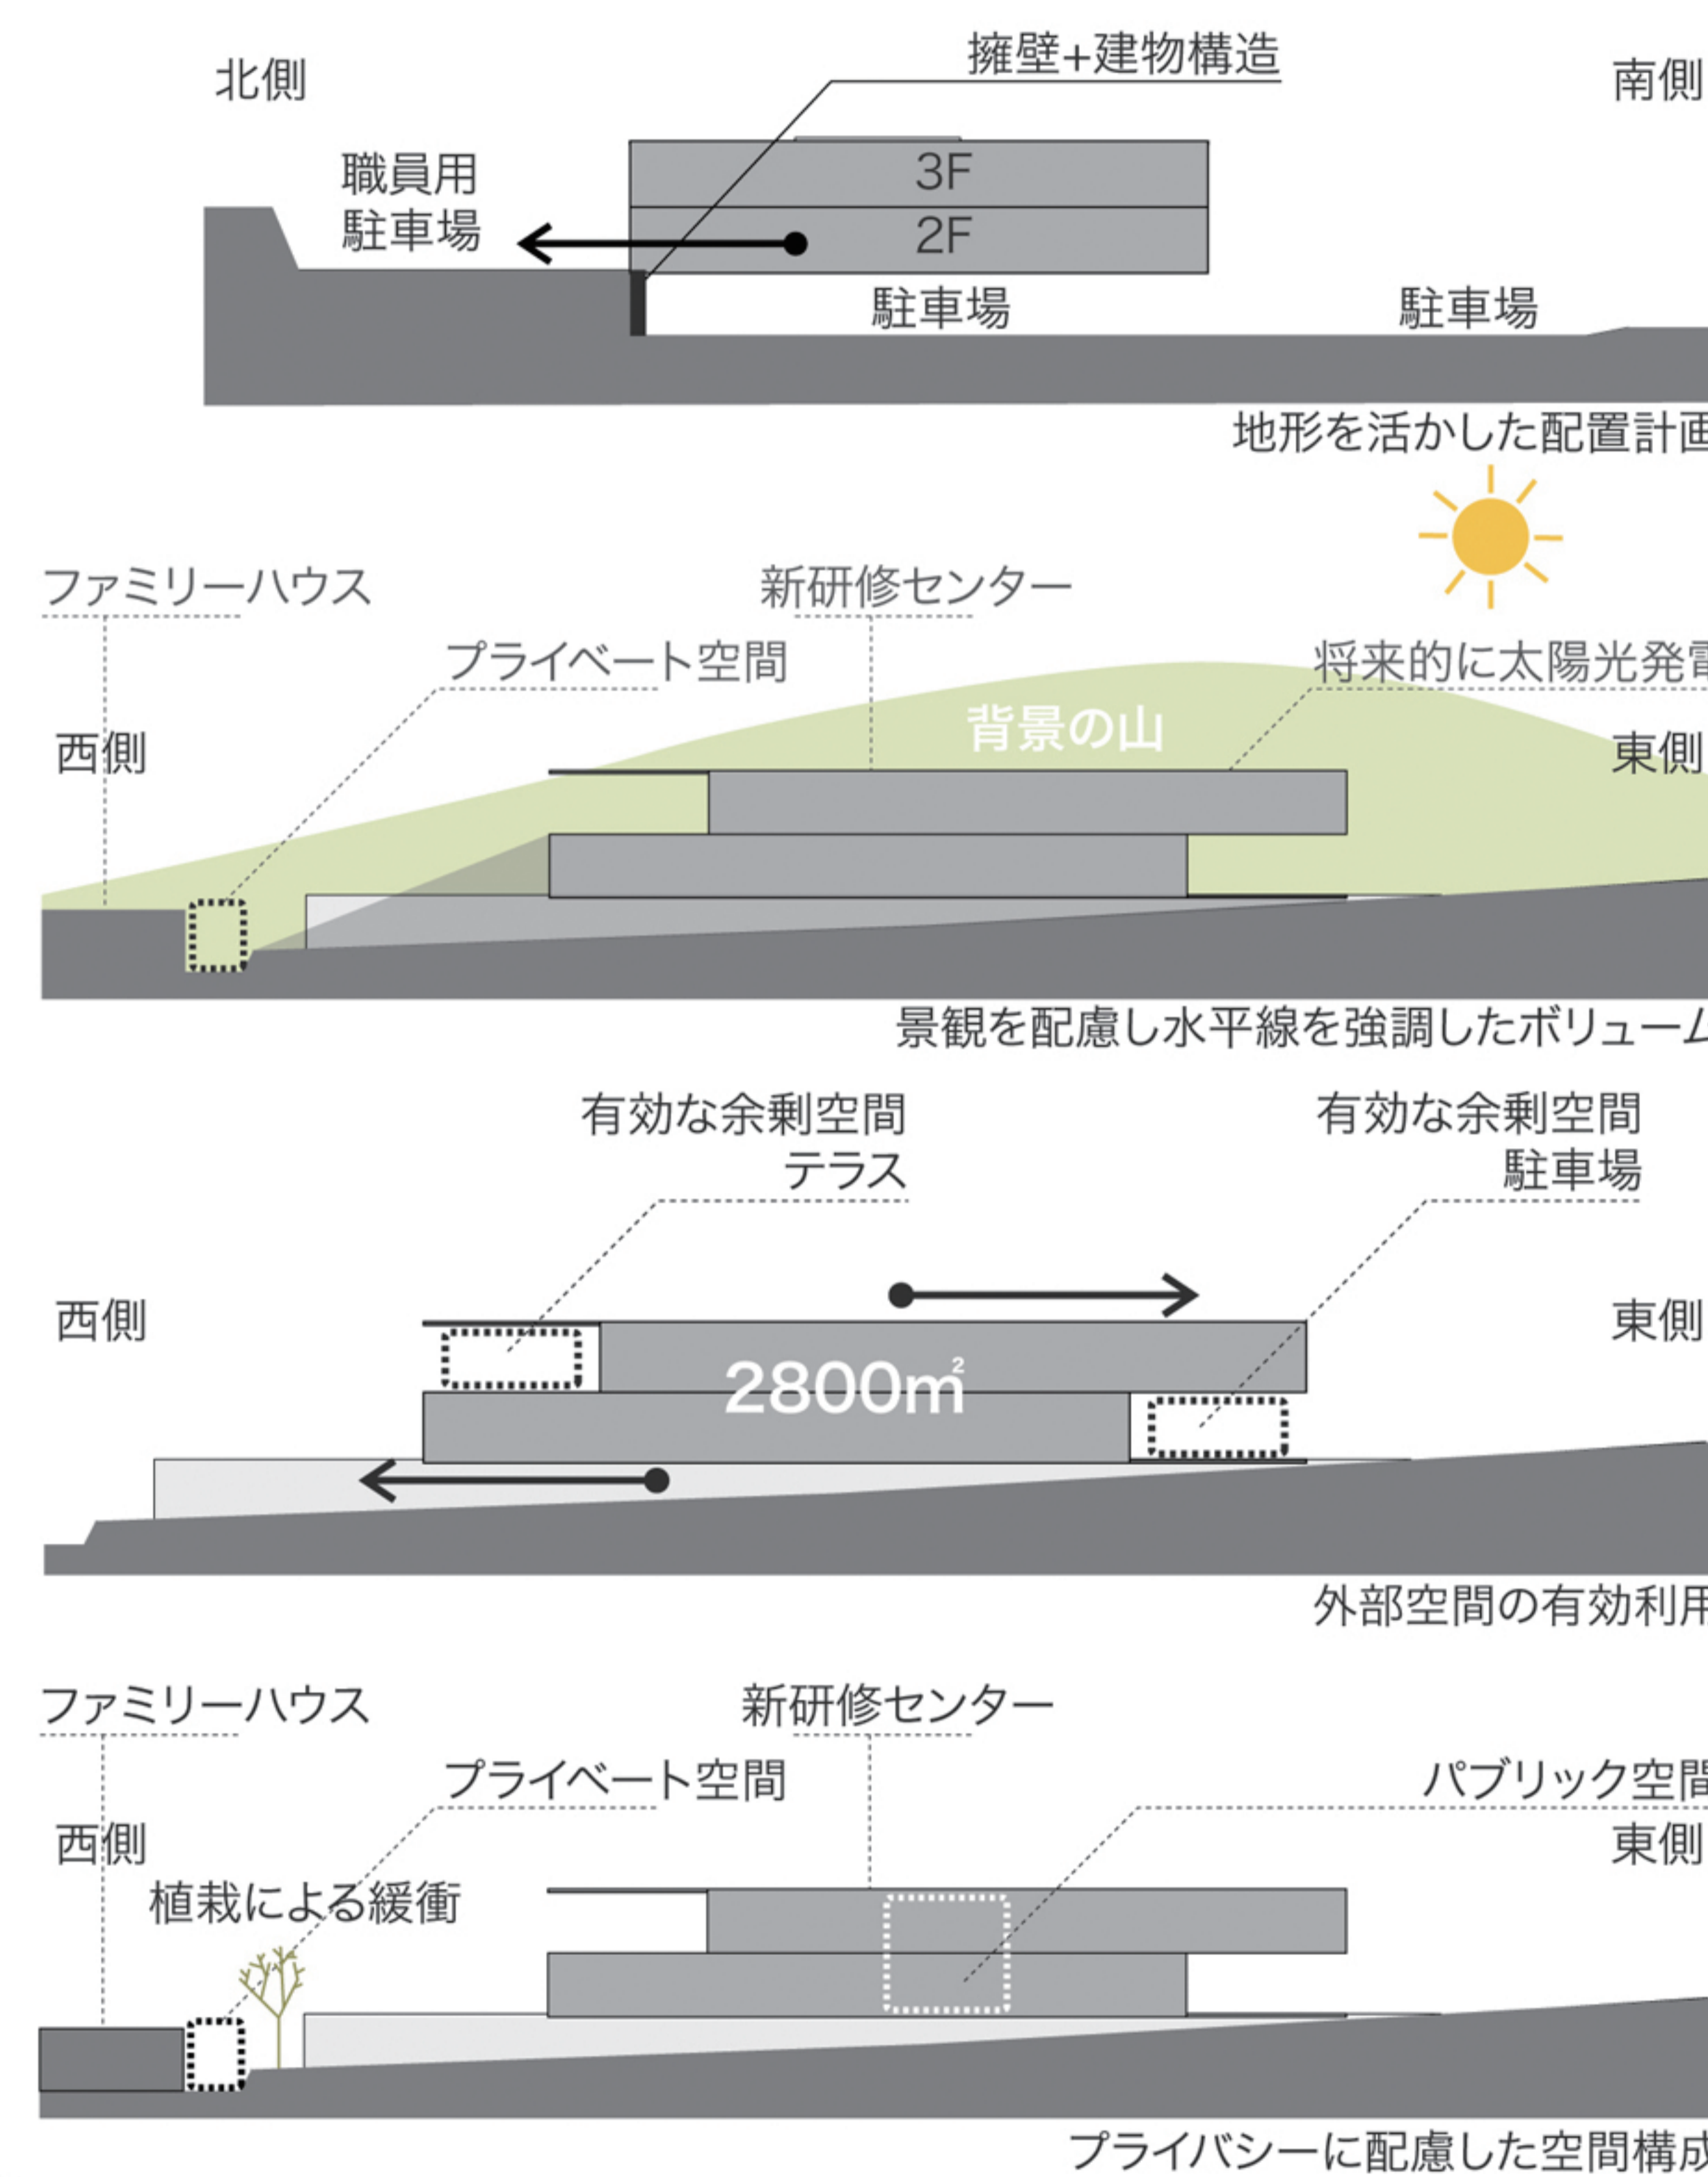 擁壁+建物構造
北側
南側
職員用
駐車場
3F
2F
駐車場
駐車場
地形を活かした配置計画
ファミリーハウス
新研修センター
プライベート空間
将来的に太陽光発電
背景の山
西側
東側
景観を配慮し水平線を強調したボリューム
有効な余剰空間
テラス
有効な余剰空間
駐車場
西側
東側
2800㎡
外部空間の有効利用
ファミリーハウス
新研修センター
プライベート空間
パブリック空間
西側
東側
植栽による緩衝
プライバシーに配慮した空間構成